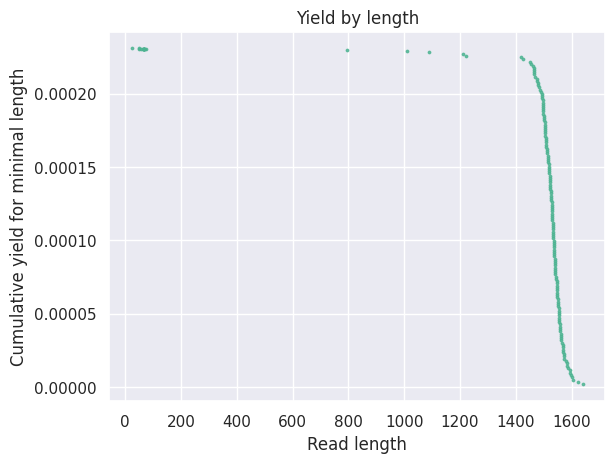 Yield by length
Cumulative yield for minimal length
0.00020
0.00015
0.00010
0.00005
0.00000
0 200 400 600 800 1000 1200 1400 1600
Read length